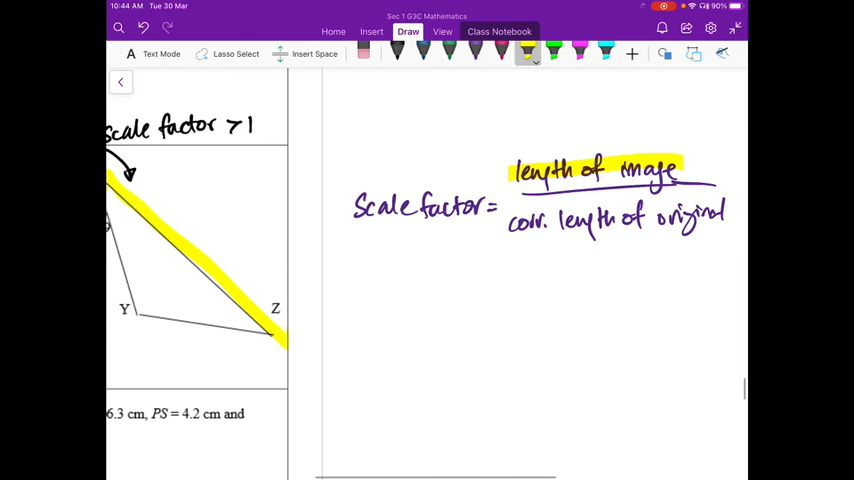 10:44 AM Tue 30 Mar
90%
Sec 1 G3C Mathematics
Home Insert Draw View Class Notebook
A Text Mode Lasso Select Insert Space
scale factor > 1
length of image
Scale factor =
corr. length of original
Y
Z
6.3 cm, PS = 4.2 cm and